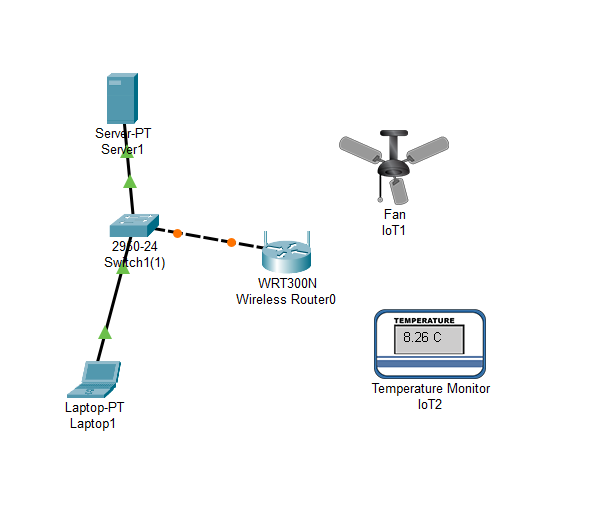 Server-PT
Server1
Fan
IoT1
2950-24
Switch1(1)
WRT300N
Wireless Router0
TEMPERATURE
8.26 C
Temperature Monitor
IoT2
Laptop-PT
Laptop1